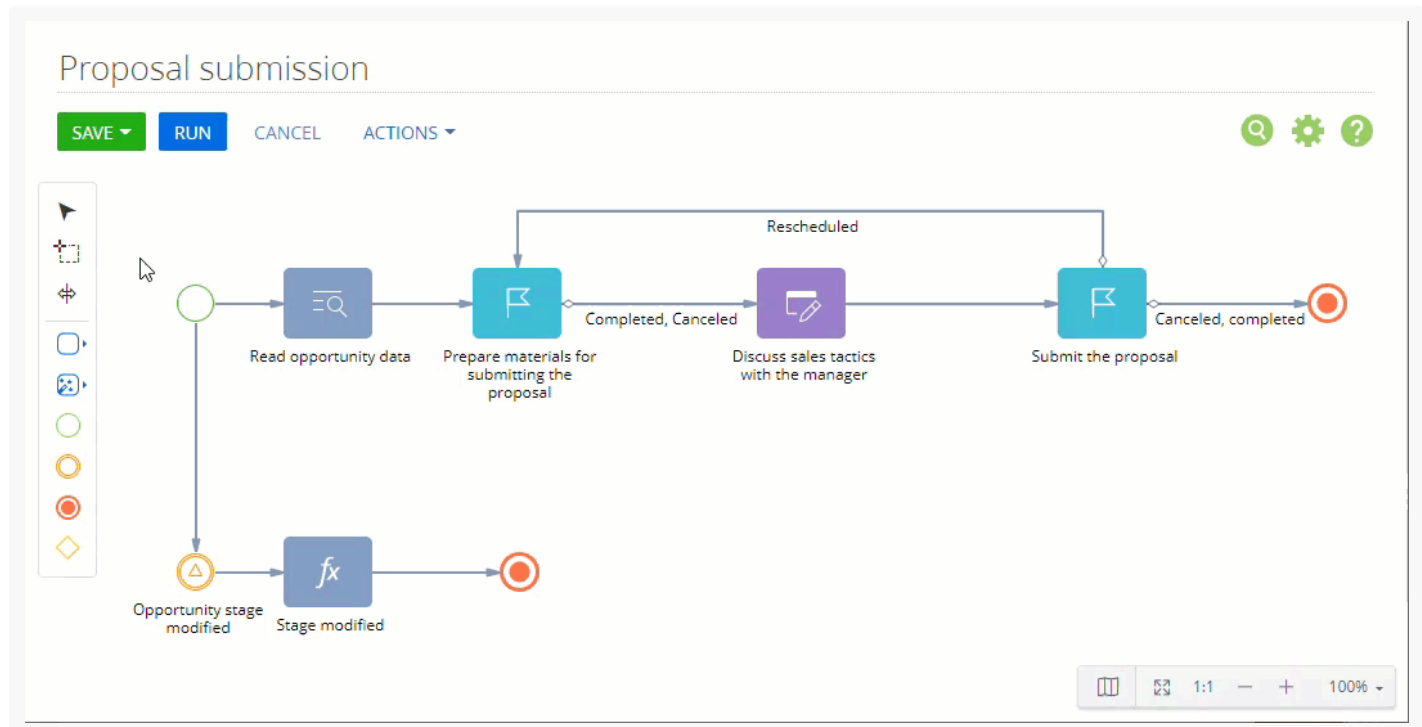 Proposal submission
SAVE
RUN
CANCEL
ACTIONS
?
Rescheduled
Completed, Canceled
Canceled, completed
Read opportunity data
Prepare materials for
submitting the
proposal
Discuss sales tactics
with the manager
Submit the proposal
fx
Opportunity stage
modified
Stage modified
1:1
100%